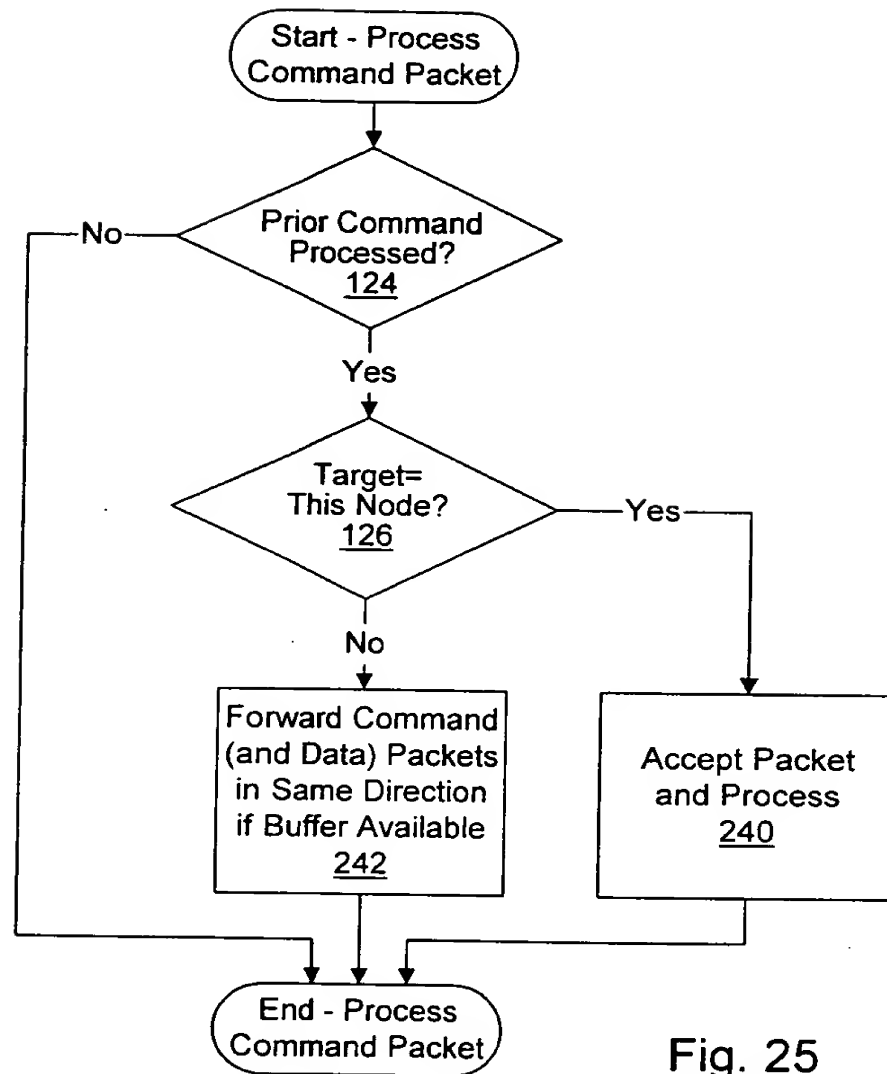 Start - Process
Command Packet
Prior Command
Processed?
124
No
Yes
Target=
This Node?
126
Yes
No
Forward Command
(and Data) Packets
in Same Direction
if Buffer Available
242
Accept Packet
and Process
240
End - Process
Command Packet
Fig. 25